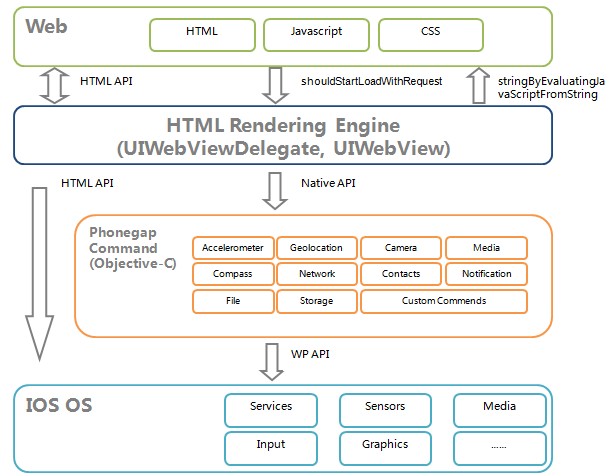 Web
HTML
Javascript
CSS
HTML API
shouldStartLoadWithRequest
stringByEvaluatingJa
vaScriptFromString
HTML Rendering Engine
(UIWebViewDelegate, UIWebView)
HTML API
Native API
Phonegap
Command
(Objective-C)
Accelerometer
Geolocation
Camera
Media
Compass
Network
Contacts
Notification
File
Storage
Custom Commends
WP API
IOS OS
Services
Sensors
Media
Input
Graphics
......